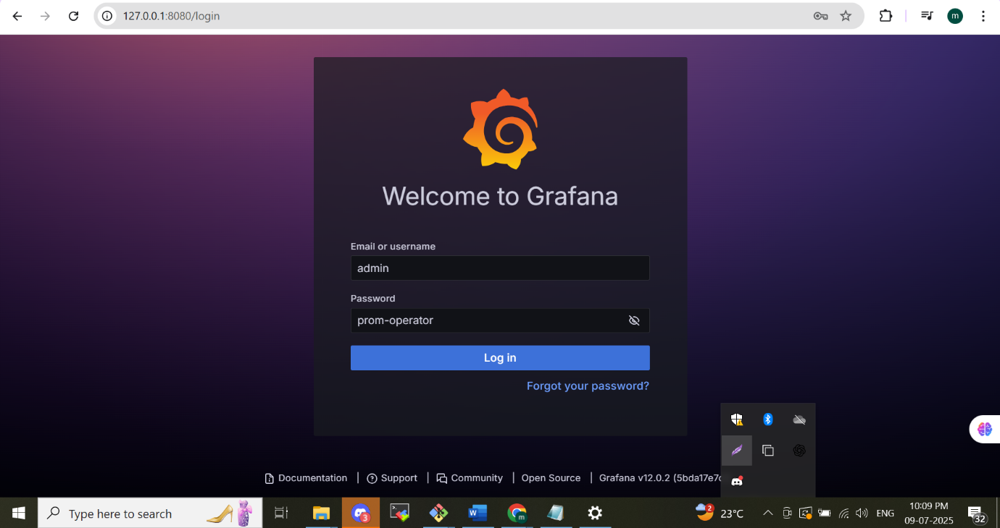 127.0.0.1:8080/login
m
Welcome to Grafana
Email or username
admin
Password
prom-operator
Log in
Forgot your password?
Documentation | Support | Community | Open Source | Grafana v12.0.2 (5bda17e7
Type here to search
3
W
m
2
23°C
ENG
10:09 PM
09-07-2025
32